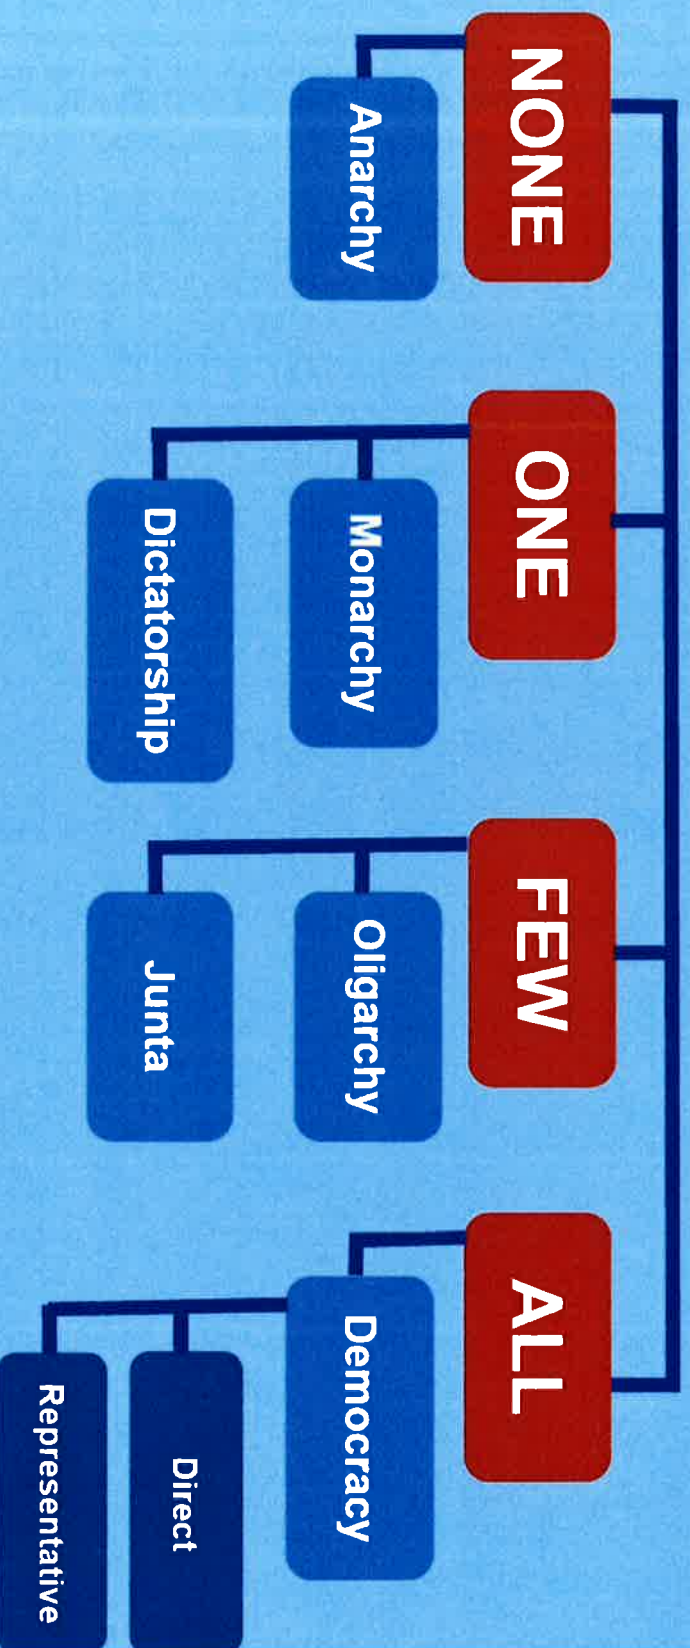 NONE
Anarchy
ONE
Monarchy
Dictatorship
FEW
Oligarchy
Junta
ALL
Democracy
Direct
Representative